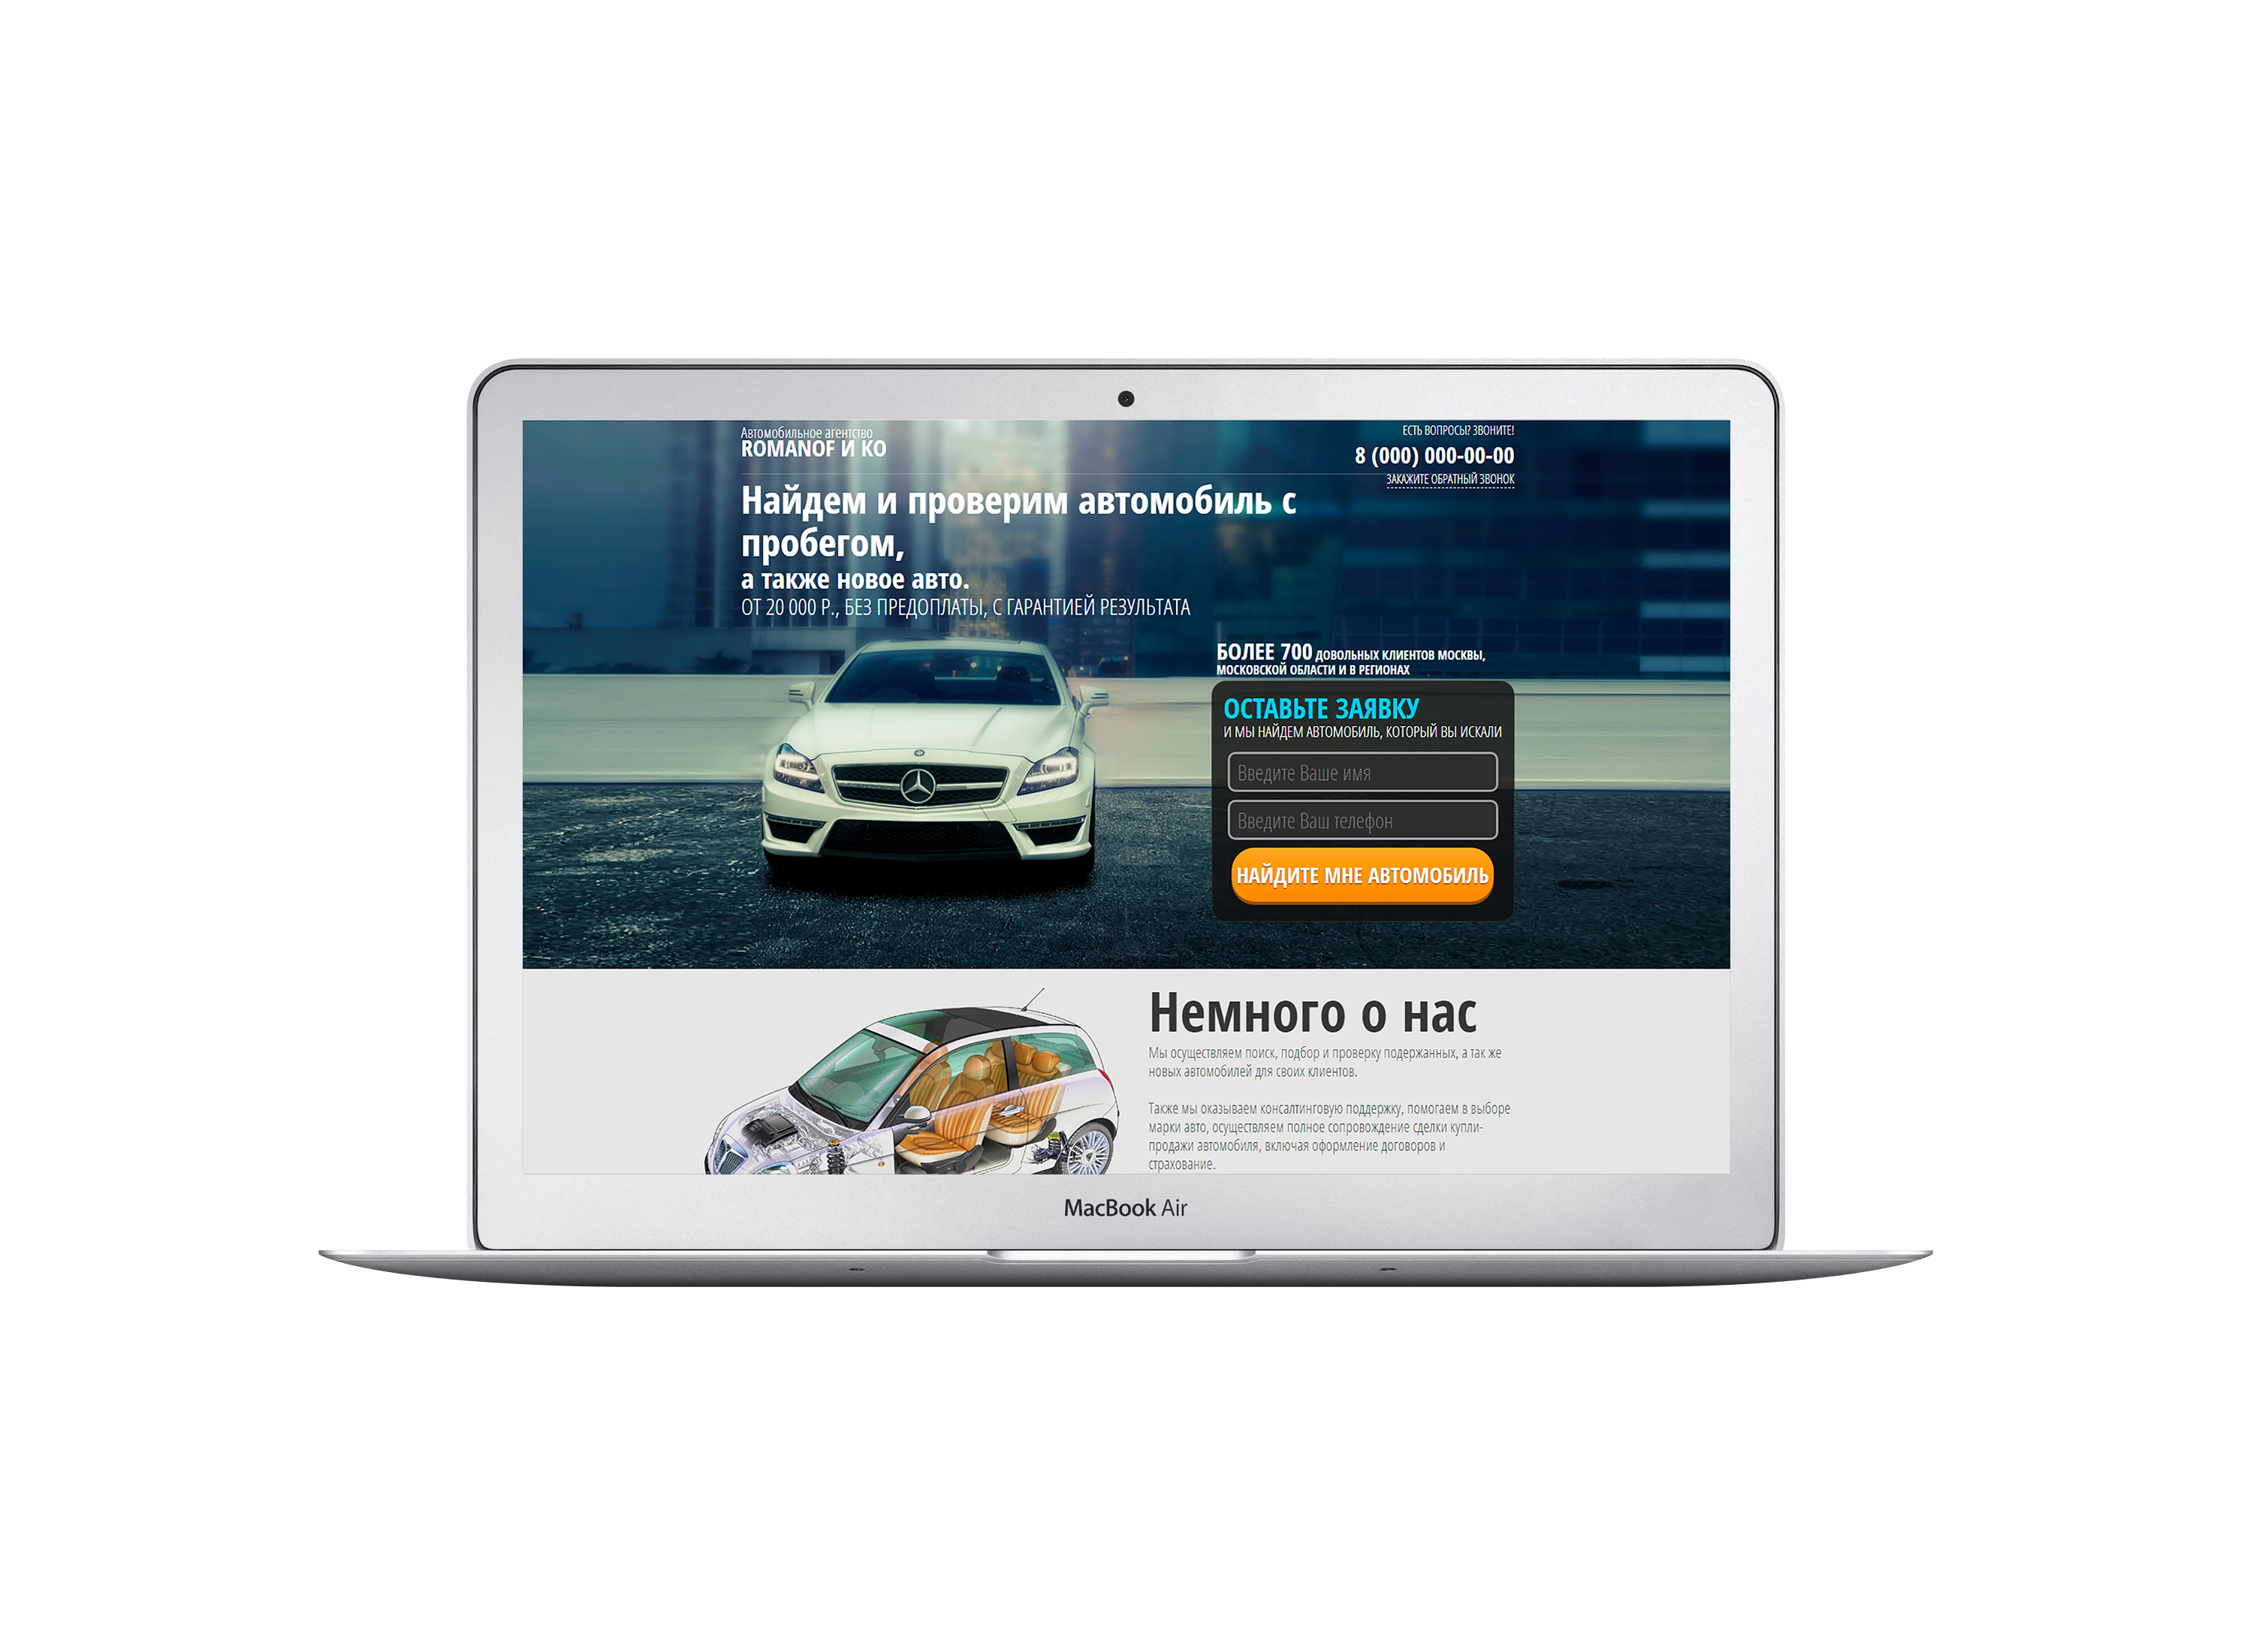 Автомобильное агентство
ROMANOF И КО
ЕСТЬ ВОПРОСЫ? ЗВОНИТЕ!
8 (000) 000-00-00
ЗАКАЖИТЕ ОБРАТНЫЙ ЗВОНОК
Найдем и проверим автомобиль с
пробегом,
а также новое авто.
ОТ 20 000 Р., БЕЗ ПРЕДОПЛАТЫ, С ГАРАНТИЕЙ РЕЗУЛЬТАТА
БОЛЕЕ 700 ДОВОЛЬНЫХ КЛИЕНТОВ МОСКВЫ,
МОСКОВСКОЙ ОБЛАСТИ И В РЕГИОНАХ
ОСТАВЬТЕ ЗАЯВКУ
И МЫ НАЙДЕМ АВТОМОБИЛЬ, КОТОРЫЙ ВЫ ИСКАЛИ
Введите Ваше имя
Введите Ваш телефон
НАЙДИТЕ МНЕ АВТОМОБИЛЬ
Немного о нас
Мы осуществляем поиск, подбор и проверку подержанных, а так же
новых автомобилей для своих клиентов.
Также мы оказываем консалтинговую поддержку, помогаем в выборе
марки авто, осуществляем полное сопровождение сделки купли-
продажи автомобиля, включая оформление договоров и
страхование.
MacBook Air